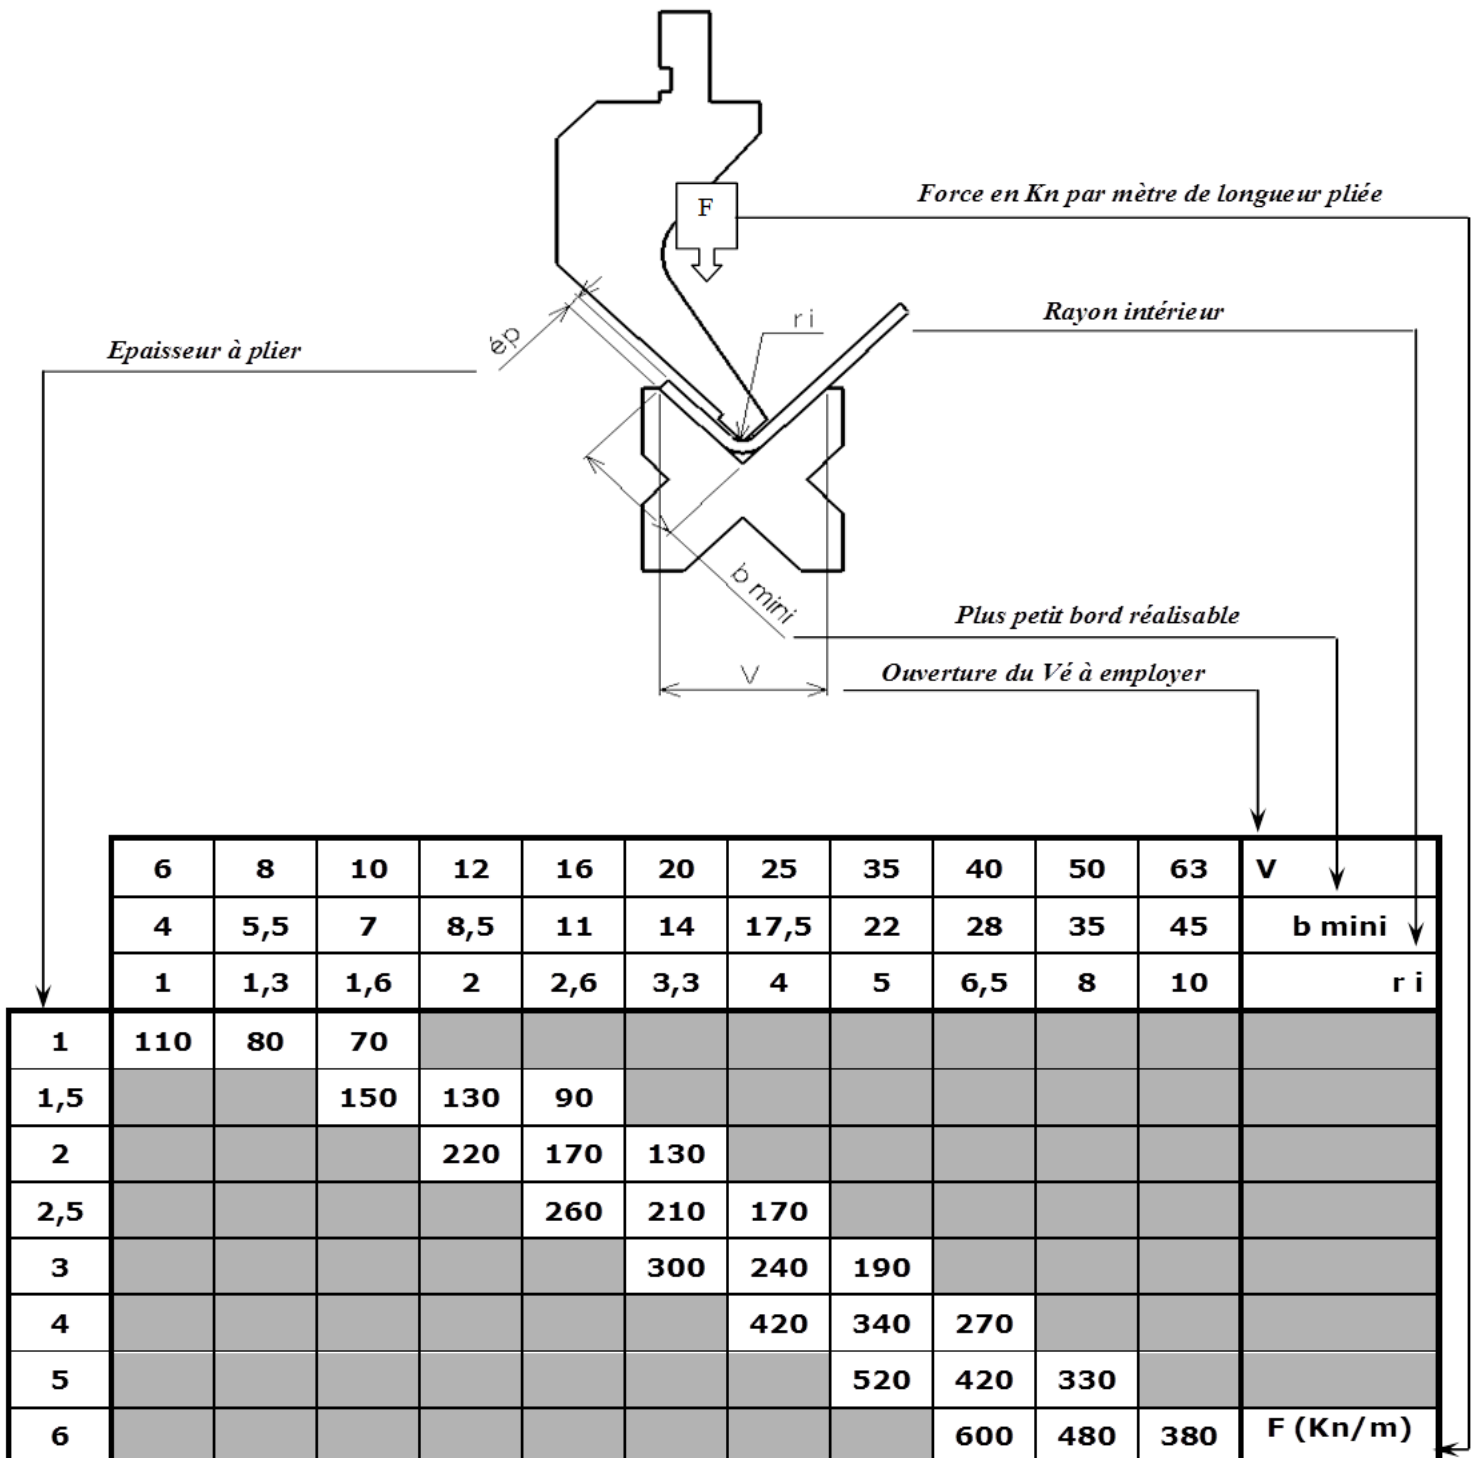 Force en Kn par mètre de longueur pliée
F
Rayon intérieur
r i
ép
Epaisseur à plier
b mini
Plus petit bord réalisable
V
Ouverture du Vé à employer
6 8 10 12 16 20 25 35 40 50 63 V
4 5,5 7 8,5 11 14 17,5 22 28 35 45 b mini
1 1,3 1,6 2 2,6 3,3 4 5 6,5 8 10 r i
1 110 80 70
1,5 150 130 90
2 220 170 130
2,5 260 210 170
3 300 240 190
4 420 340 270
5 520 420 330
6 600 480 380 F (Kn/m)